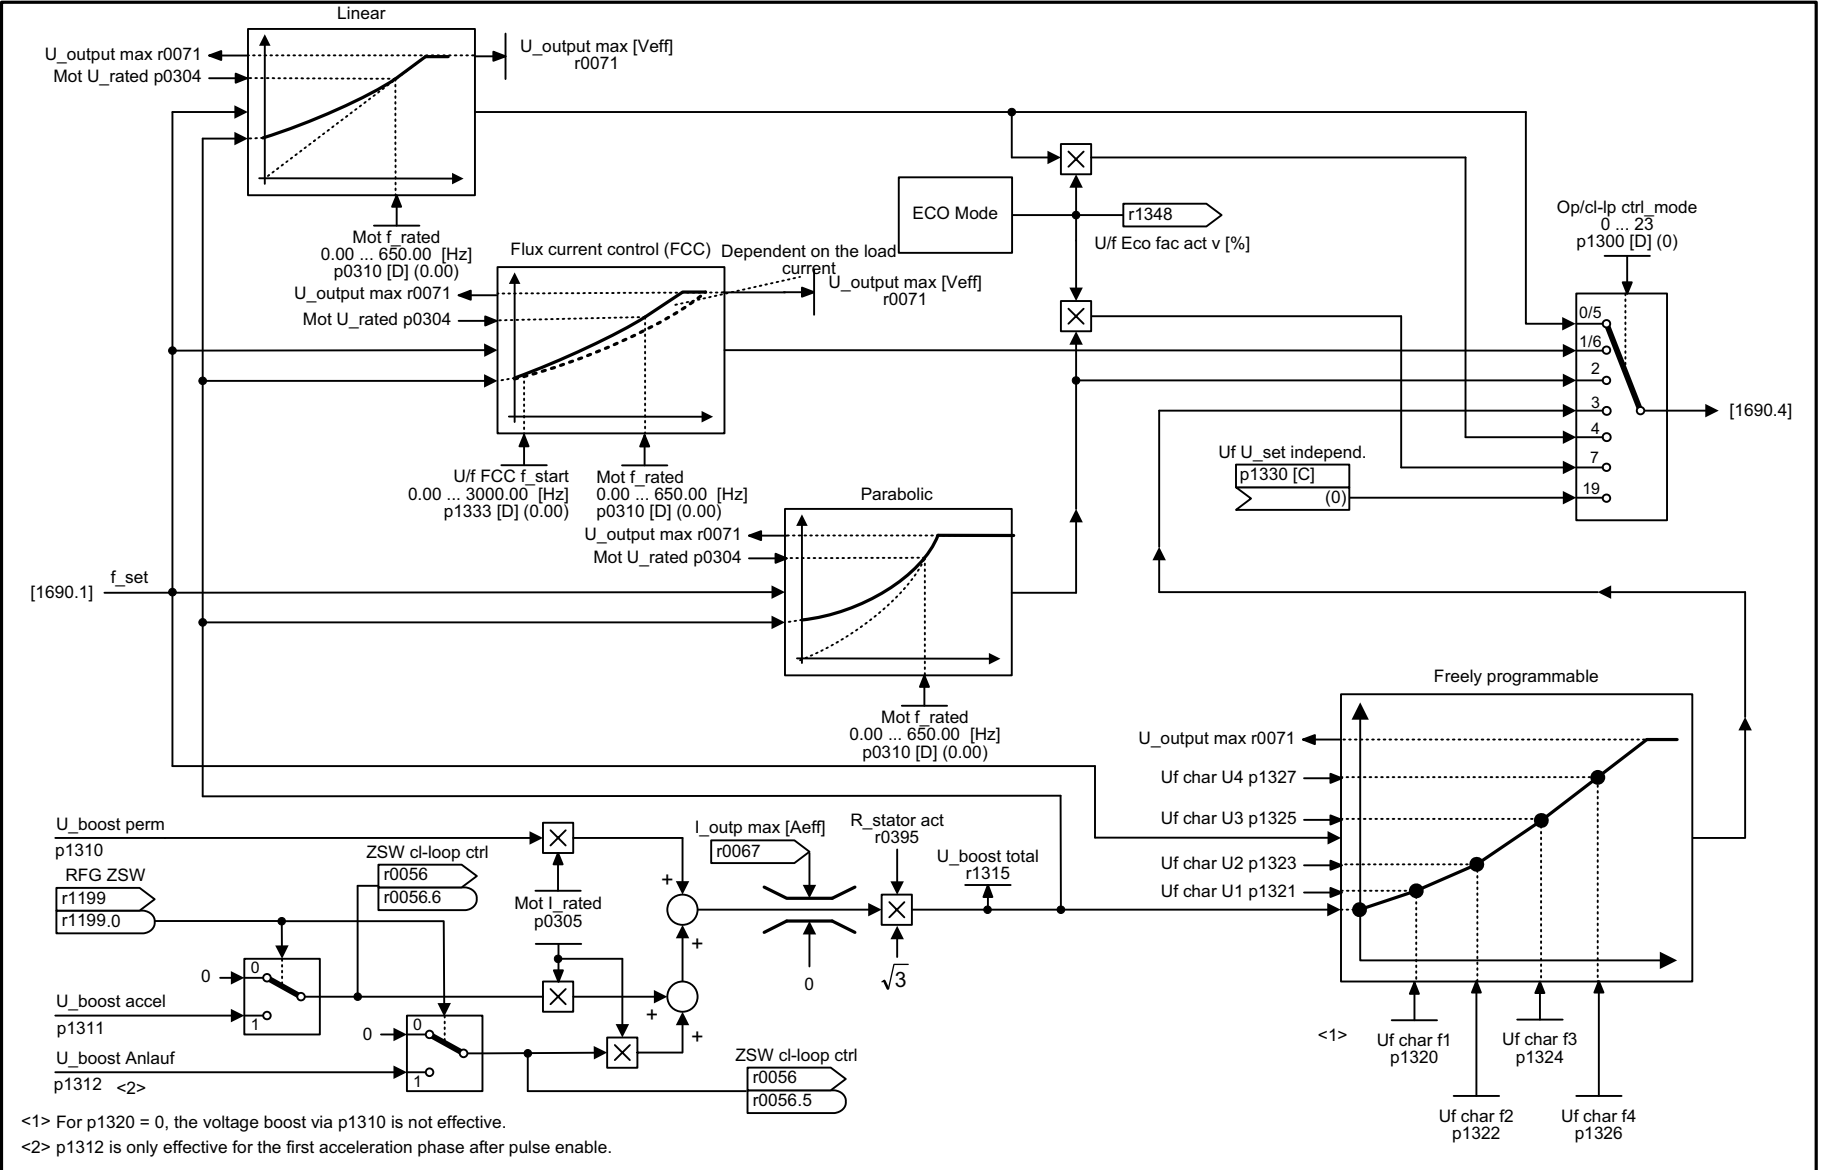 Linear
U_output max r0071
Mot U_rated p0304
U_output max [Veff]
r0071
Mot f_rated
0.00 ... 650.00 [Hz]
p0310 [D] (0.00)
Flux current control (FCC)
Dependent on the load
current
U_output max r0071
Mot U_rated p0304
U_output max [Veff]
r0071
U/f FCC f_start
0.00 ... 3000.00 [Hz]
p1333 [D] (0.00)
Mot f_rated
0.00 ... 650.00 [Hz]
p0310 [D] (0.00)
ECO Mode
r1348
U/f Eco fac act v [%]
Op/cl-lp ctrl_mode
0 ... 23
p1300 [D] (0)
0/5
1/6
2
3
4
7
19
[1690.4]
Uf U_set independ.
p1330 [C]
(0)
Parabolic
U_output max r0071
Mot U_rated p0304
Mot f_rated
0.00 ... 650.00 [Hz]
p0310 [D] (0.00)
[1690.1]
f_set
Freely programmable
U_output max r0071
Uf char U4 p1327
Uf char U3 p1325
Uf char U2 p1323
Uf char U1 p1321
<1>
Uf char f1
p1320
Uf char f3
p1324
Uf char f2
p1322
Uf char f4
p1326
U_boost perm
p1310
RFG ZSW
r1199
r1199.0
ZSW cl-loop ctrl
r0056
r0056.6
Mot I_rated
p0305
I_outp max [Aeff]
r0067
R_stator act
r0395
U_boost total
r1315
+
+
+
+
0
√3
0
0
1
U_boost accel
p1311
0
0
1
U_boost Anlauf
p1312 <2>
ZSW cl-loop ctrl
r0056
r0056.5
<1> For p1320 = 0, the voltage boost via p1310 is not effective.
<2> p1312 is only effective for the first acceleration phase after pulse enable.